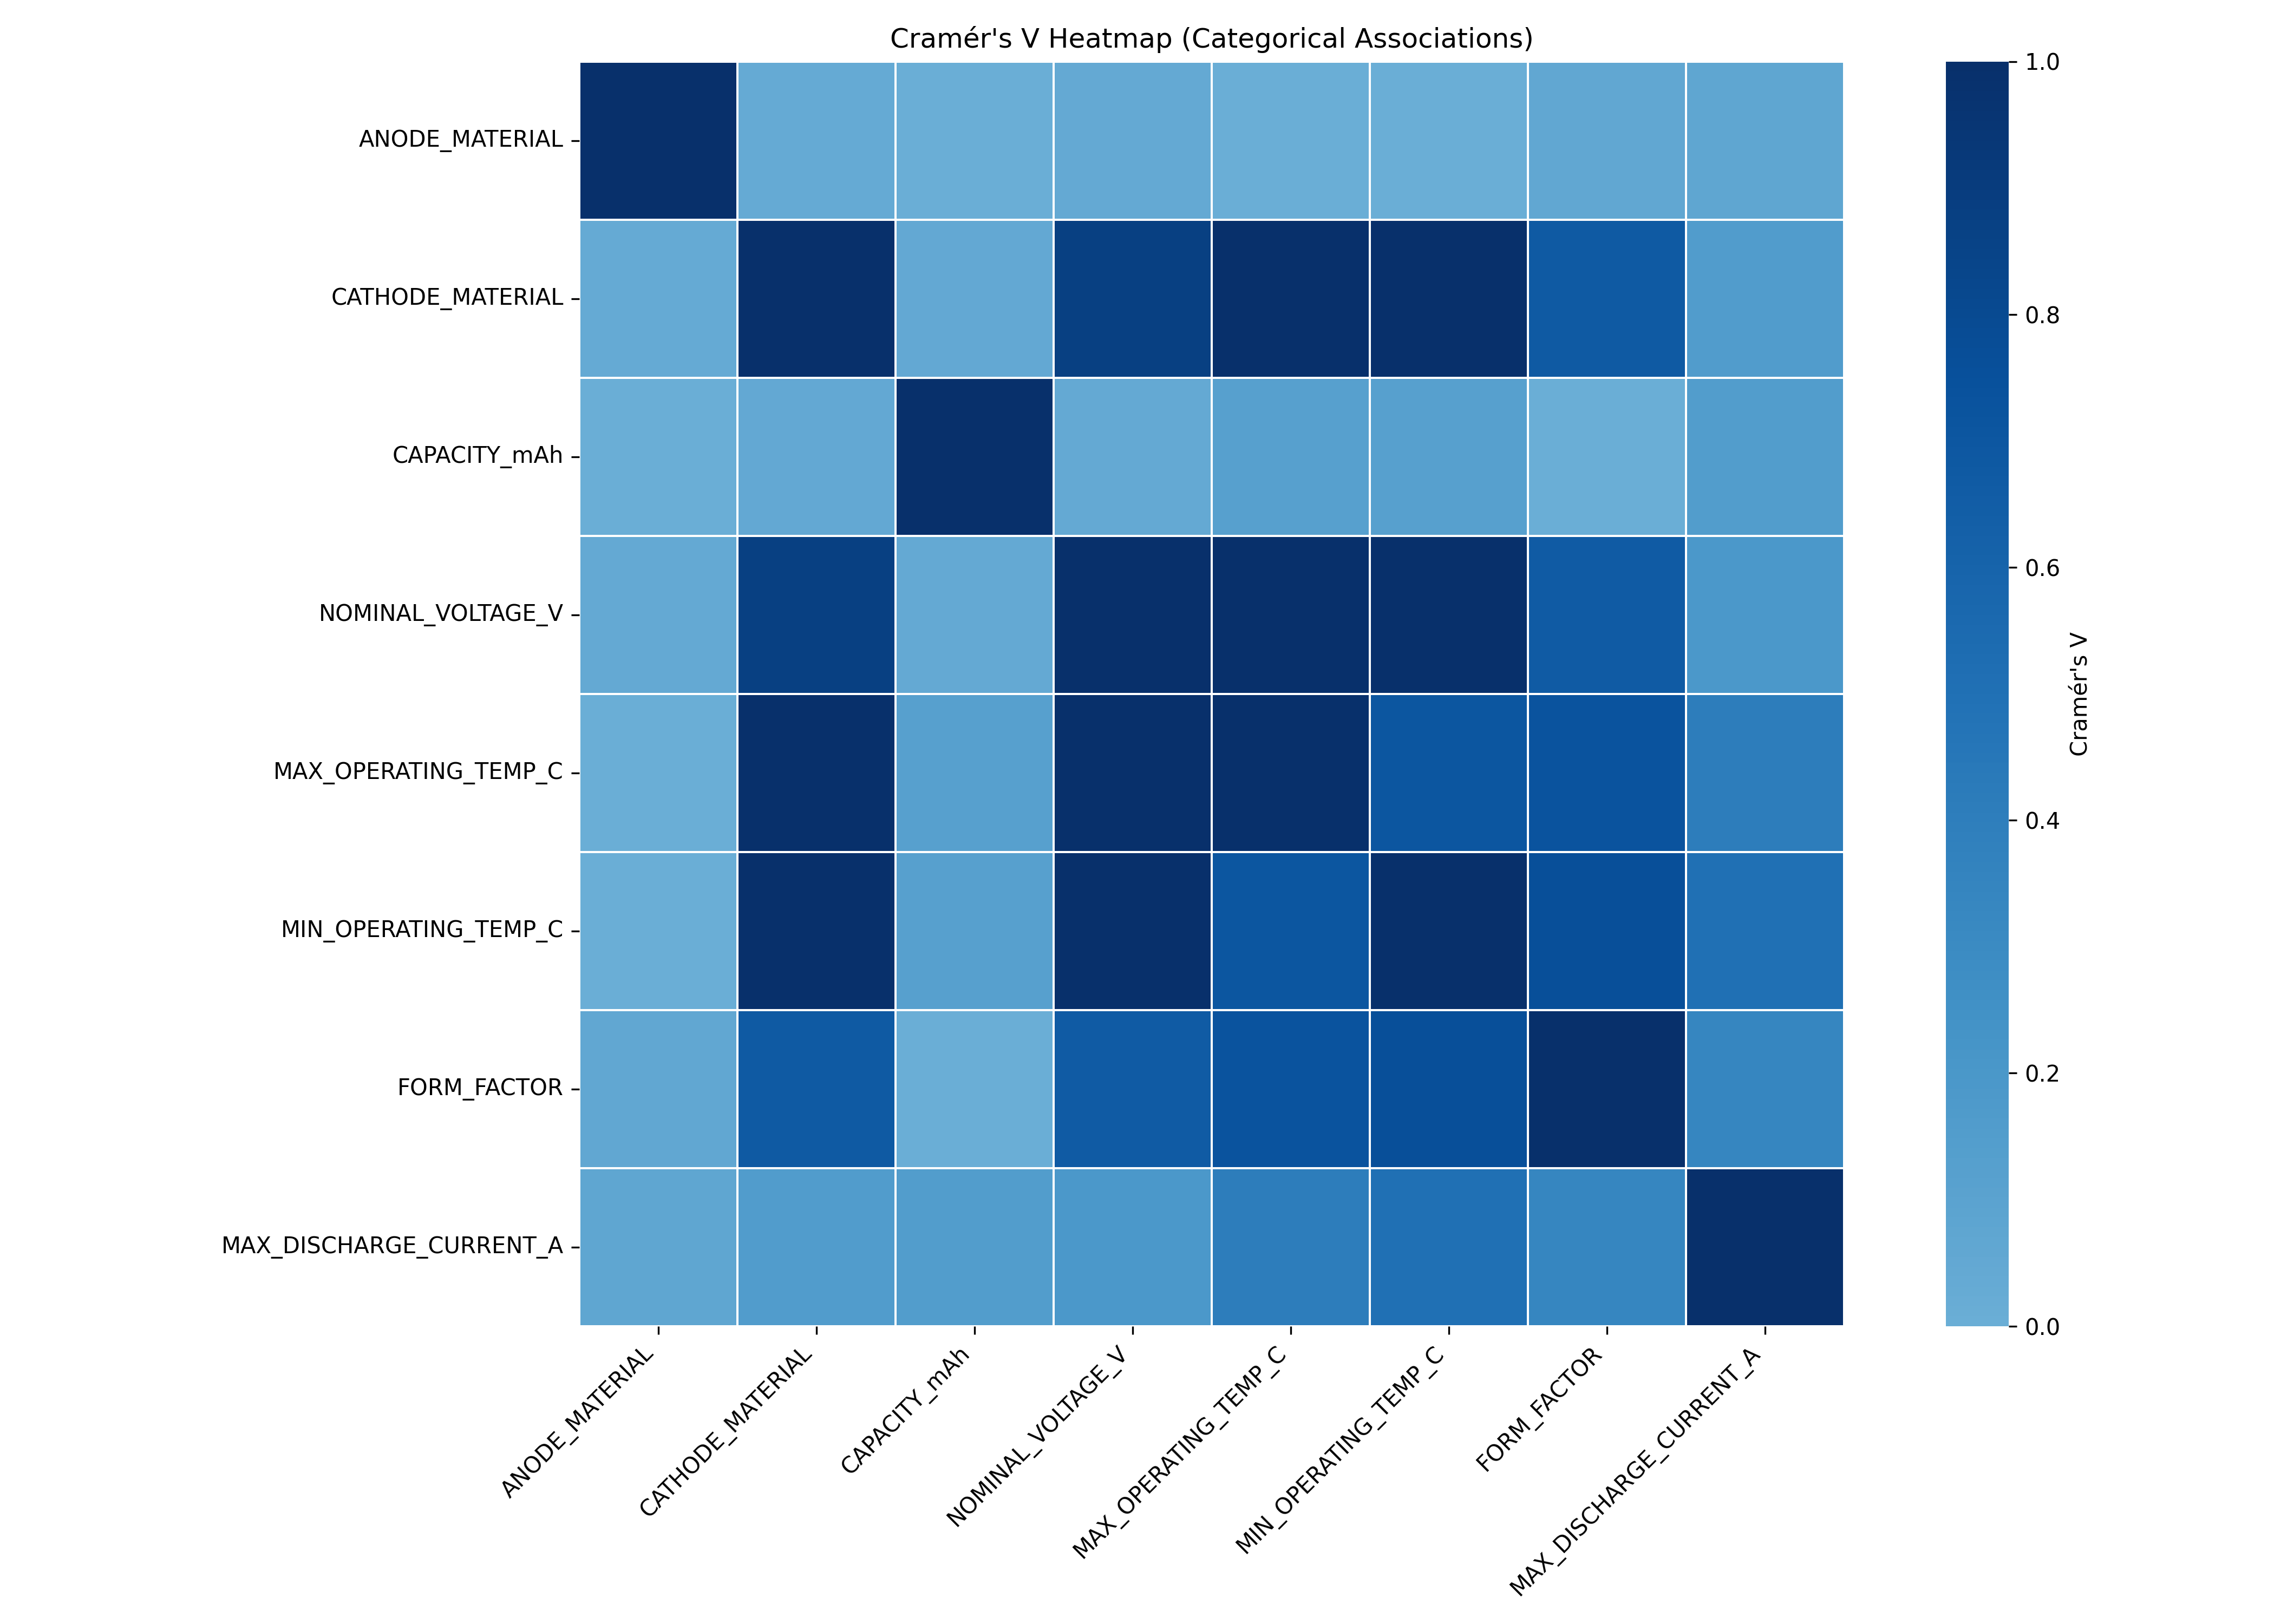 Cramér's V Heatmap (Categorical Associations)
ANODE_MATERIAL
CATHODE_MATERIAL
CAPACITY_mAh
NOMINAL_VOLTAGE_V
MAX_OPERATING_TEMP_C
MIN_OPERATING_TEMP_C
FORM_FACTOR
MAX_DISCHARGE_CURRENT_A
ANODE_MATERIAL
CATHODE_MATERIAL
CAPACITY_mAh
NOMINAL_VOLTAGE_V
MAX_OPERATING_TEMP_C
MIN_OPERATING_TEMP_C
FORM_FACTOR
MAX_DISCHARGE_CURRENT_A
1.0
0.8
0.6
0.4
0.2
0.0
Cramér's V